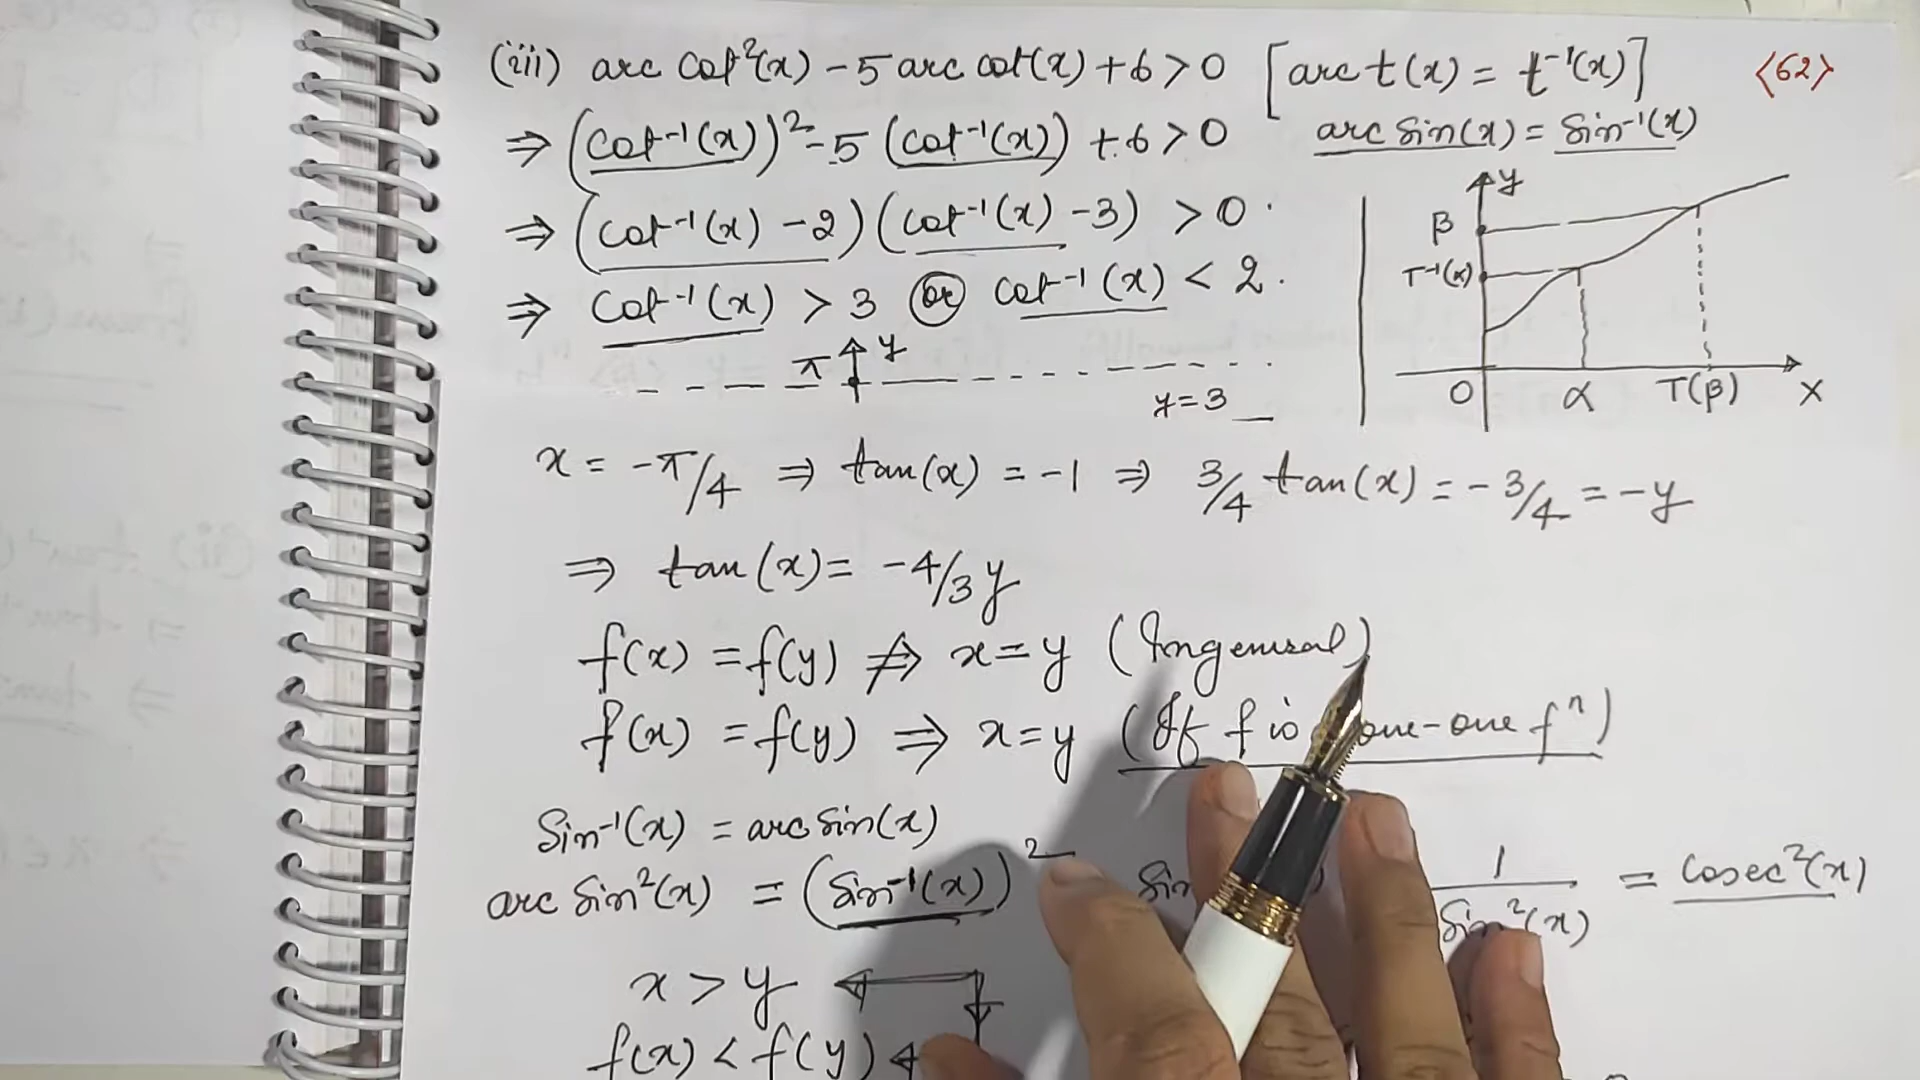 (iii) arc cot²(x) - 5 arc cot(x) + 6 > 0 [arc t(x) = t⁻¹(x)] <62>
⇒ (cot⁻¹(x))² - 5 (cot⁻¹(x)) + 6 > 0 arc sin(x) = sin⁻¹(x)
⇒ (cot⁻¹(x) - 2) (cot⁻¹(x) - 3) > 0
⇒ cot⁻¹(x) > 3 or cot⁻¹(x) < 2.
π y
y = 3
y
β
T⁻¹(α)
O α T(β) X
x = -π/4 ⇒ tan(x) = -1 ⇒ 3/4 tan(x) = -3/4 = -y
⇒ tan(x) = -4/3 y
f(x) = f(y) ⇏ x = y (In general)
f(x) = f(y) ⇒ x = y (If f is one-one fⁿ)
Sin⁻¹(x) = arc Sin(x)
arc Sin²(x) = (Sin⁻¹(x))² Sin 1/Sin²(x) = Cosec²(x)
x > y
f(x) < f(y)